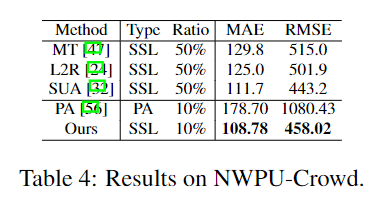 Method Type Ratio MAE RMSE
MT [47] SSL 50% 129.8 515.0
L2R [24] SSL 50% 125.0 501.9
SUA [32] SSL 50% 111.7 443.2
PA [56] PA 10% 178.70 1080.43
Ours SSL 10% 108.78 458.02
Table 4: Results on NWPU-Crowd.